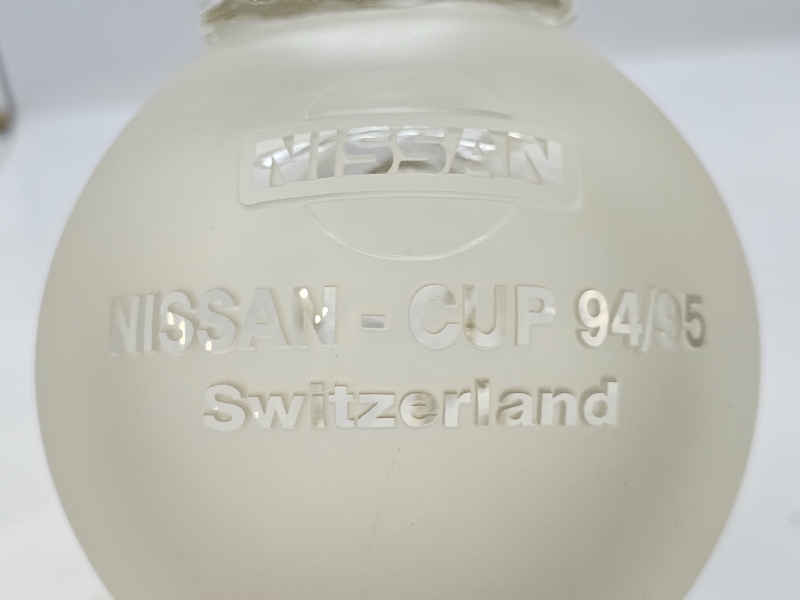 NISSAN
NISSAN - CUP 94/95
Switzerland